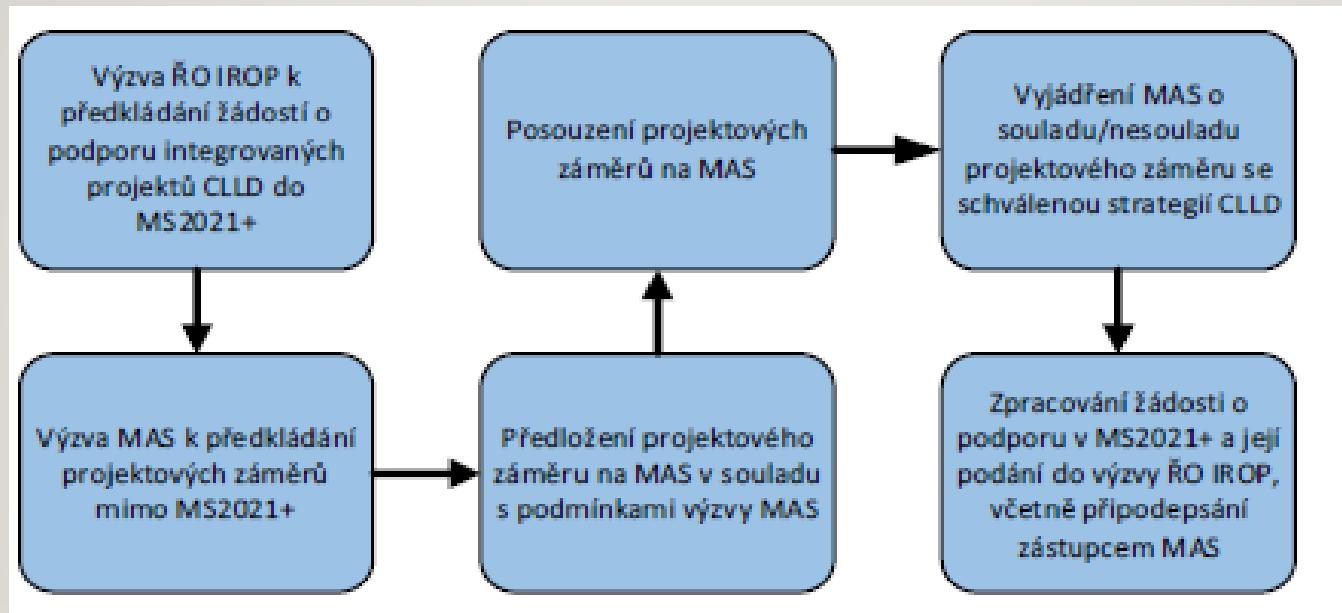 Výzva ŘO IROP k
předkládání žádostí o
podporu integrovaných
projektů CLLD do
MS2021+
Výzva MAS k předkládání
projektových záměrů
mimo MS2021+
Předložení projektového
záměru na MAS v souladu
s podmínkami výzvy MAS
Posouzení projektových
záměrů na MAS
Vyjádření MAS o
souladu/nesouladu
projektového záměru se
schválenou strategií CLLD
Zpracování žádosti o
podporu v MS2021+ a její
podání do výzvy ŘO IROP,
včetně připodepsání
zástupcem MAS